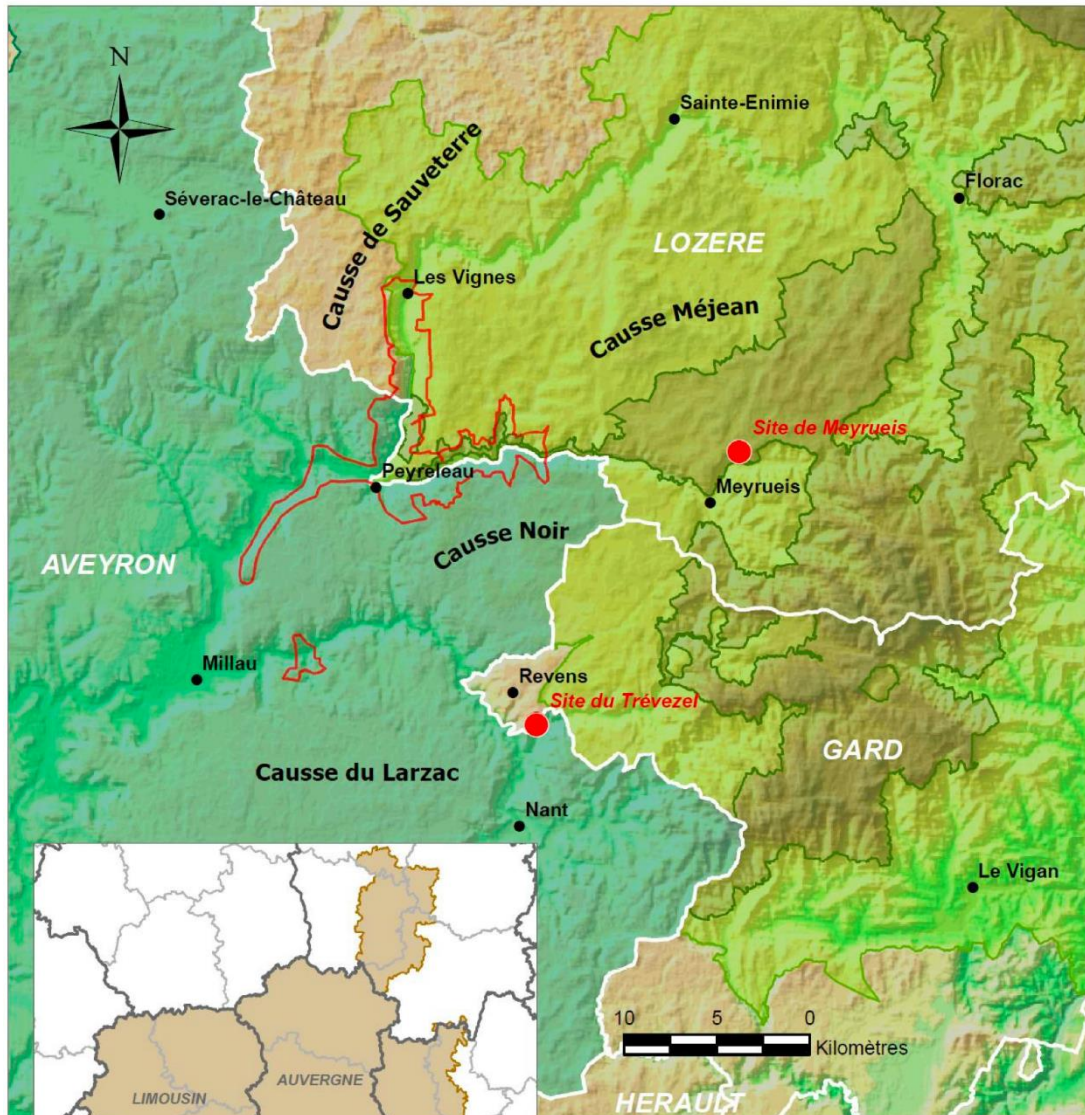 N
Sainte-Enimie
Séverac-le-Château
Florac
Causse de Sauveterre
LOZERE
Les Vignes
Causse Méjean
Site de Meyrueis
Peyreleau
Meyrueis
Causse Noir
AVEYRON
Millau
Revens
Site du Trévezel
GARD
Causse du Larzac
Nant
Le Vigan
10 5 0
Kilomètres
AUVERGNE
LIMOUSIN
HERAULT